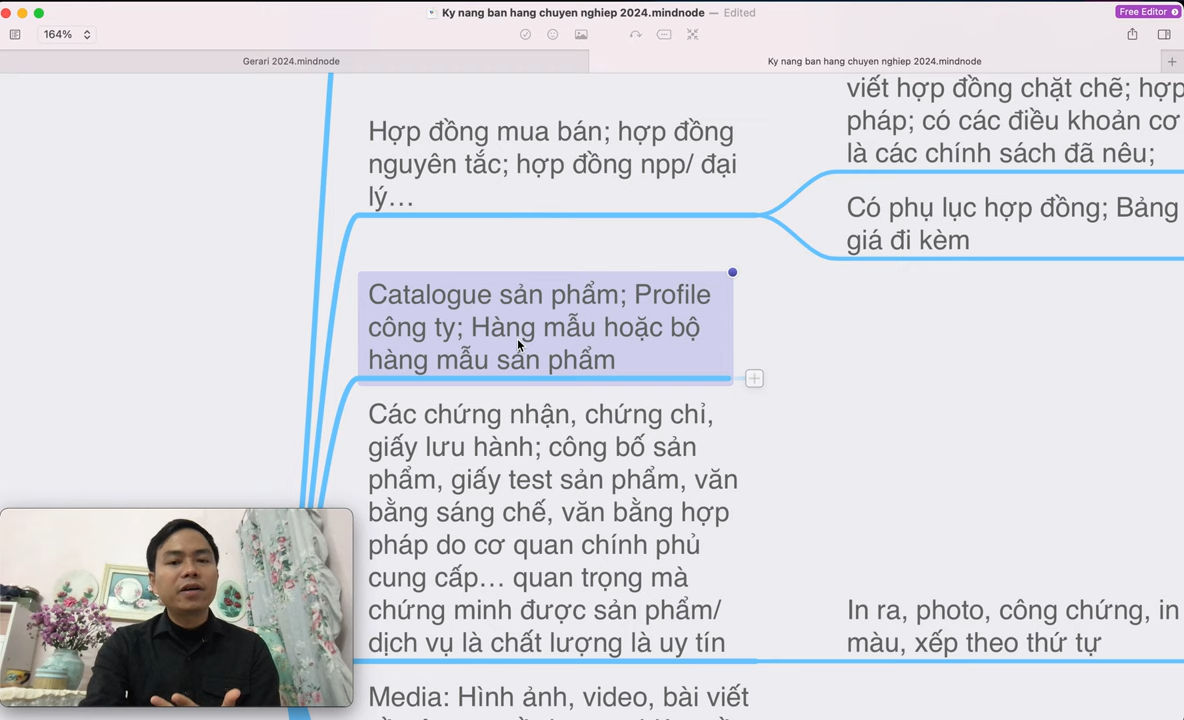 Ky nang ban hang chuyen nghiep 2024.mindnode — Edited
Free Editor
164%
Gerari 2024.mindnode
Ky nang ban hang chuyen nghiep 2024.mindnode
Hợp đồng mua bán; hợp đồng
nguyên tắc; hợp đồng npp/ đại
lý…
viết hợp đồng chặt chẽ; hợp
pháp; có các điều khoản cơ
là các chính sách đã nêu;
Có phụ lục hợp đồng; Bảng
giá đi kèm
Catalogue sản phẩm; Profile
công ty; Hàng mẫu hoặc bộ
hàng mẫu sản phẩm
Các chứng nhận, chứng chỉ,
giấy lưu hành; công bố sản
phẩm, giấy test sản phẩm, văn
bằng sáng chế, văn bằng hợp
pháp do cơ quan chính phủ
cung cấp… quan trọng mà
chứng minh được sản phẩm/
dịch vụ là chất lượng là uy tín
In ra, photo, công chứng, in
màu, xếp theo thứ tự
Media: Hình ảnh, video, bài viết